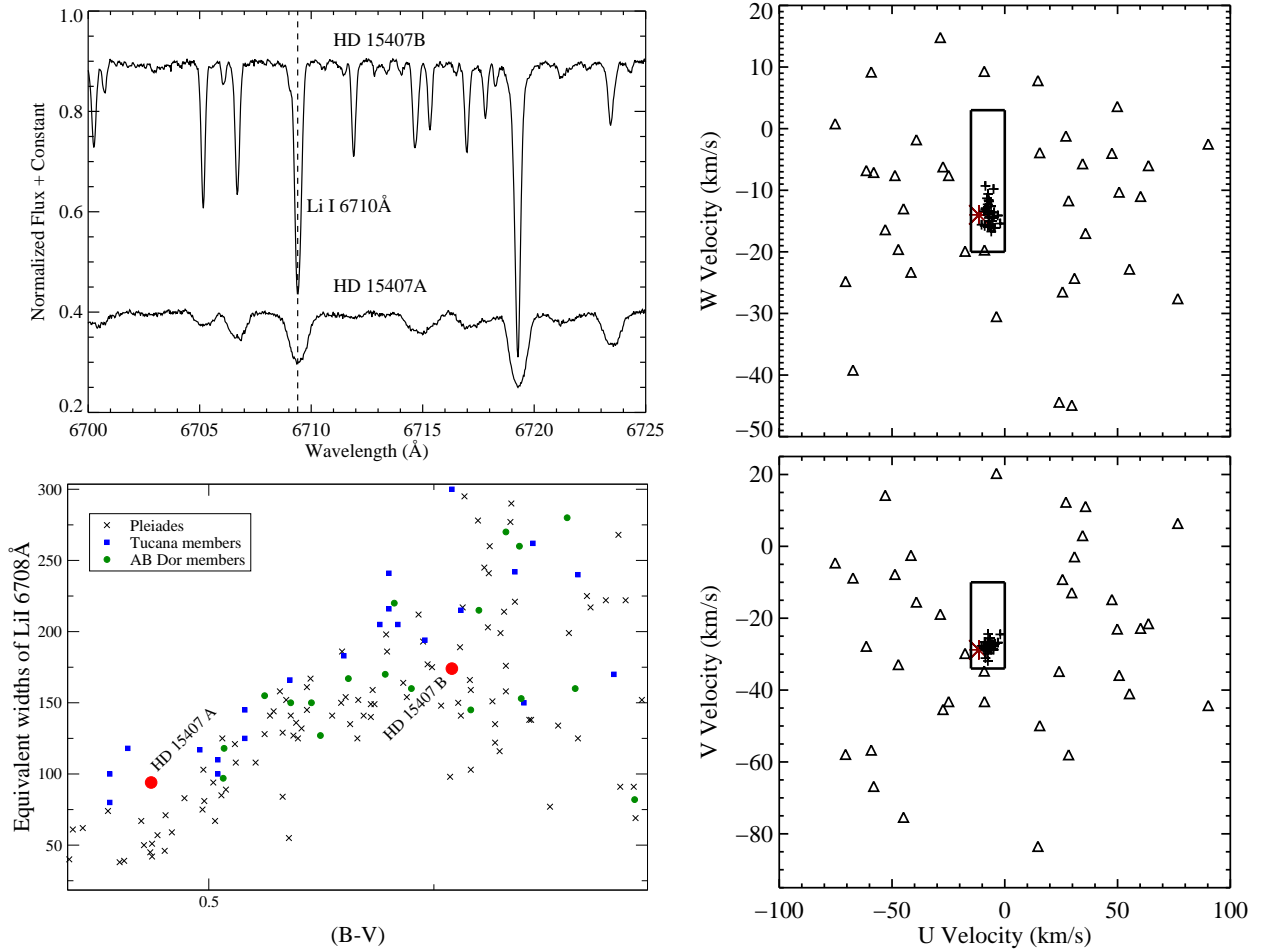 1.0
0.8
0.6
0.4
0.2
Normalized Flux + Constant
HD 15407B
Li I 6710Å
HD 15407A
6700
6705
6710
6715
6720
6725
Wavelength (Å)
20
10
0
−10
−20
−30
−40
−50
W Velocity (km/s)
300
250
200
150
100
50
Equivalent widths of LiI 6708Å
Pleiades
Tucana members
AB Dor members
HD 15407 A
HD 15407 B
0.5
(B-V)
20
0
−20
−40
−60
−80
V Velocity (km/s)
−100
−50
0
50
100
U Velocity (km/s)